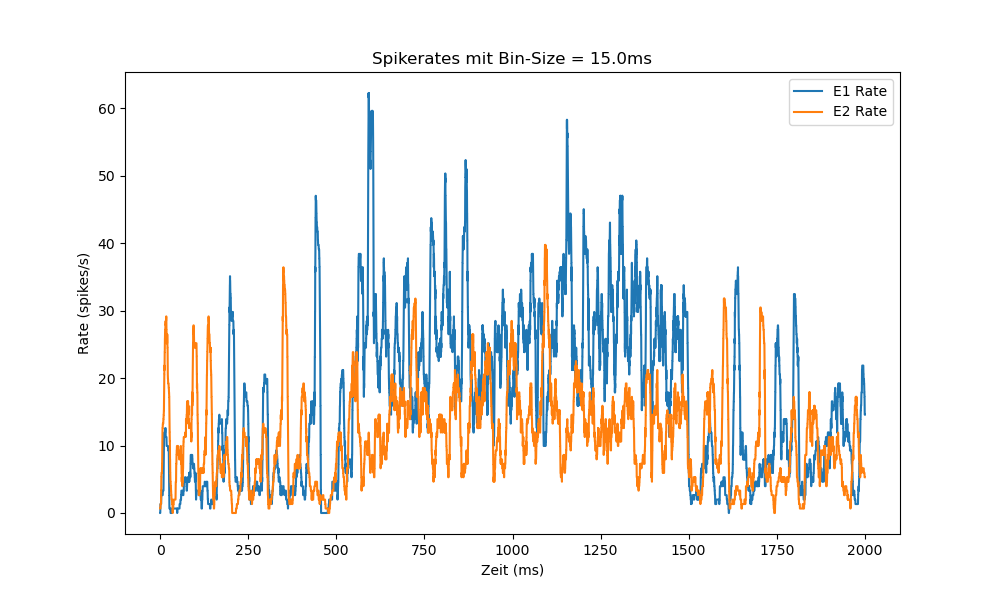 Spikerates mit Bin-Size = 15.0ms
E1 Rate
E2 Rate
60
50
40
30
20
10
0
Rate (spikes/s)
0 250 500 750 1000 1250 1500 1750 2000
Zeit (ms)